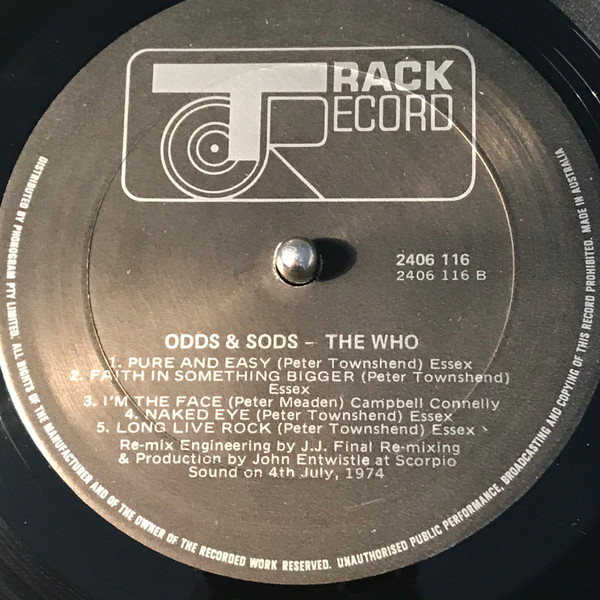 TRACK
RECORD
2406 116
2406 116 B
ODDS & SODS – THE WHO
1. PURE AND EASY (Peter Townshend) Essex
2. FAITH IN SOMETHING BIGGER (Peter Townshend)
Essex
3. I'M THE FACE (Peter Meaden) Campbell Connelly
4. NAKED EYE (Peter Townshend) Essex
5. LONG LIVE ROCK (Peter Townshend) Essex
Re-mix Engineering by J.J. Final Re-mixing
& Production by John Entwistle at Scorpio
Sound on 4th July, 1974
DISTRIBUTED BY PHONOGRAM PTY LIMITED. ALL RIGHTS OF THE MANUFACTURER AND OF THE OWNER OF THE RECORDED WORK RESERVED. UNAUTHORISED PUBLIC PERFORMANCE, BROADCASTING AND COPYING OF THIS RECORD PROHIBITED. MADE IN AUSTRALIA